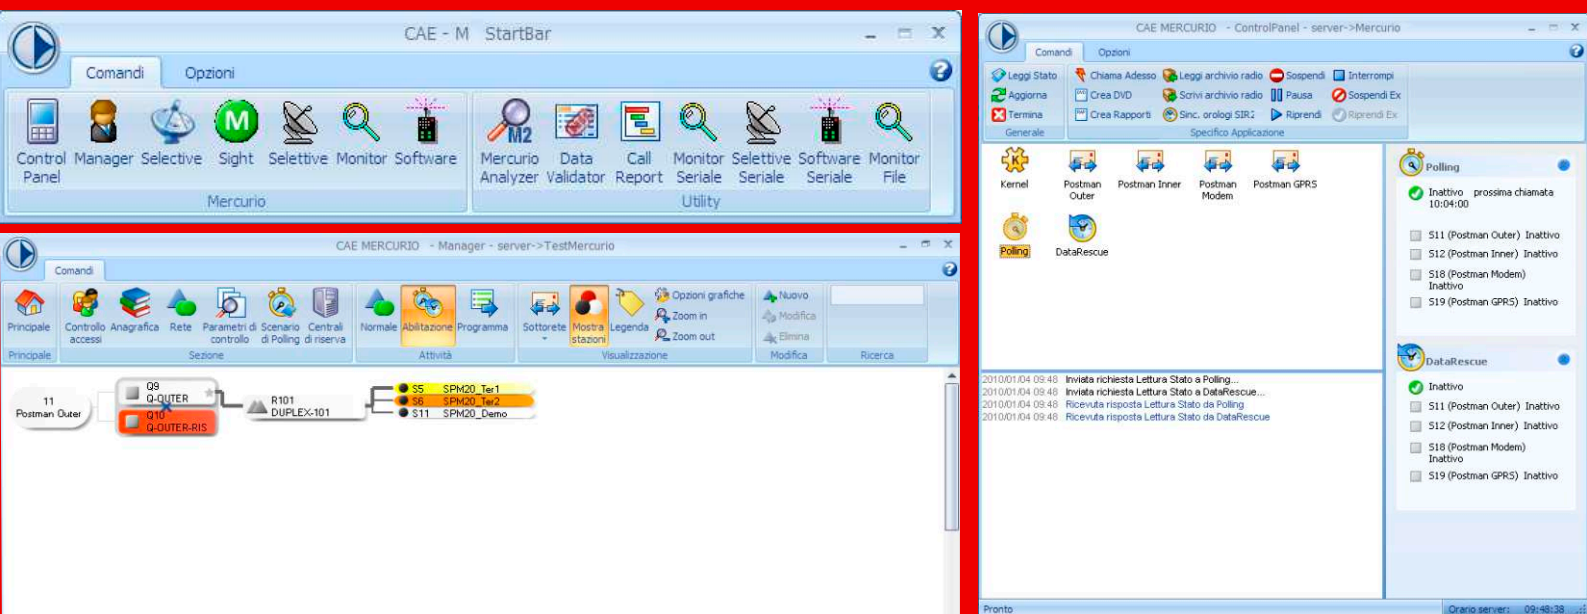 CAE - M StartBar
Comandi Opzioni
Control Panel Manager Selective Sight Selettive Monitor Software
Mercurio
Mercurio Analyzer Data Validator Call Report Monitor Seriale Selettive Seriale Software Seriale Monitor File
Utility
CAE MERCURIO - Manager - server->TestMercurio
Comandi
Principale
Principale
Controllo accessi Anagrafica Rete Parametri di controllo Scenario di Polling Centrali di riserva
Sezione
Normale Abilitazione Programma
Attività
Sottorete Mostra stazioni Legenda
Opzioni grafiche
Zoom in
Zoom out
Visualizzazione
Nuovo
Modifica
Elimina
Modifica
Ricerca
11
Postman Outer
Q9
Q-OUTER
Q10
Q-OUTER-RIS
R101
DUPLEX-101
S5 SPM20_Ter1
S6 SPM20_Ter2
S11 SPM20_Demo
CAE MERCURIO - ControlPanel - server->Mercurio
Comandi Opzioni
Leggi Stato
Aggiorna
Termina
Generale
Chiama Adesso Leggi archivio radio Sospendi Interrompi
Crea DVD Scrivi archivio radio Pausa Sospendi Ex
Crea Rapporti Sinc. orologi SIR2 Riprendi Riprendi Ex
Specifico Applicazione
Kernel Postman Outer Postman Inner Postman Modem Postman GPRS
Polling DataRescue
Polling
Inattivo prossima chiamata
10:04:00
S11 (Postman Outer) Inattivo
S12 (Postman Inner) Inattivo
S18 (Postman Modem)
Inattivo
S19 (Postman GPRS) Inattivo
DataRescue
Inattivo
S11 (Postman Outer) Inattivo
S12 (Postman Inner) Inattivo
S18 (Postman Modem)
Inattivo
S19 (Postman GPRS) Inattivo
2010/01/04 09:48 Inviata richiesta Lettura Stato a Polling...
2010/01/04 09:48 Inviata richiesta Lettura Stato a DataRescue...
2010/01/04 09:48 Ricevuta risposta Lettura Stato da Polling
2010/01/04 09:48 Ricevuta risposta Lettura Stato da DataRescue
Pronto
Orario server: 09:48:38